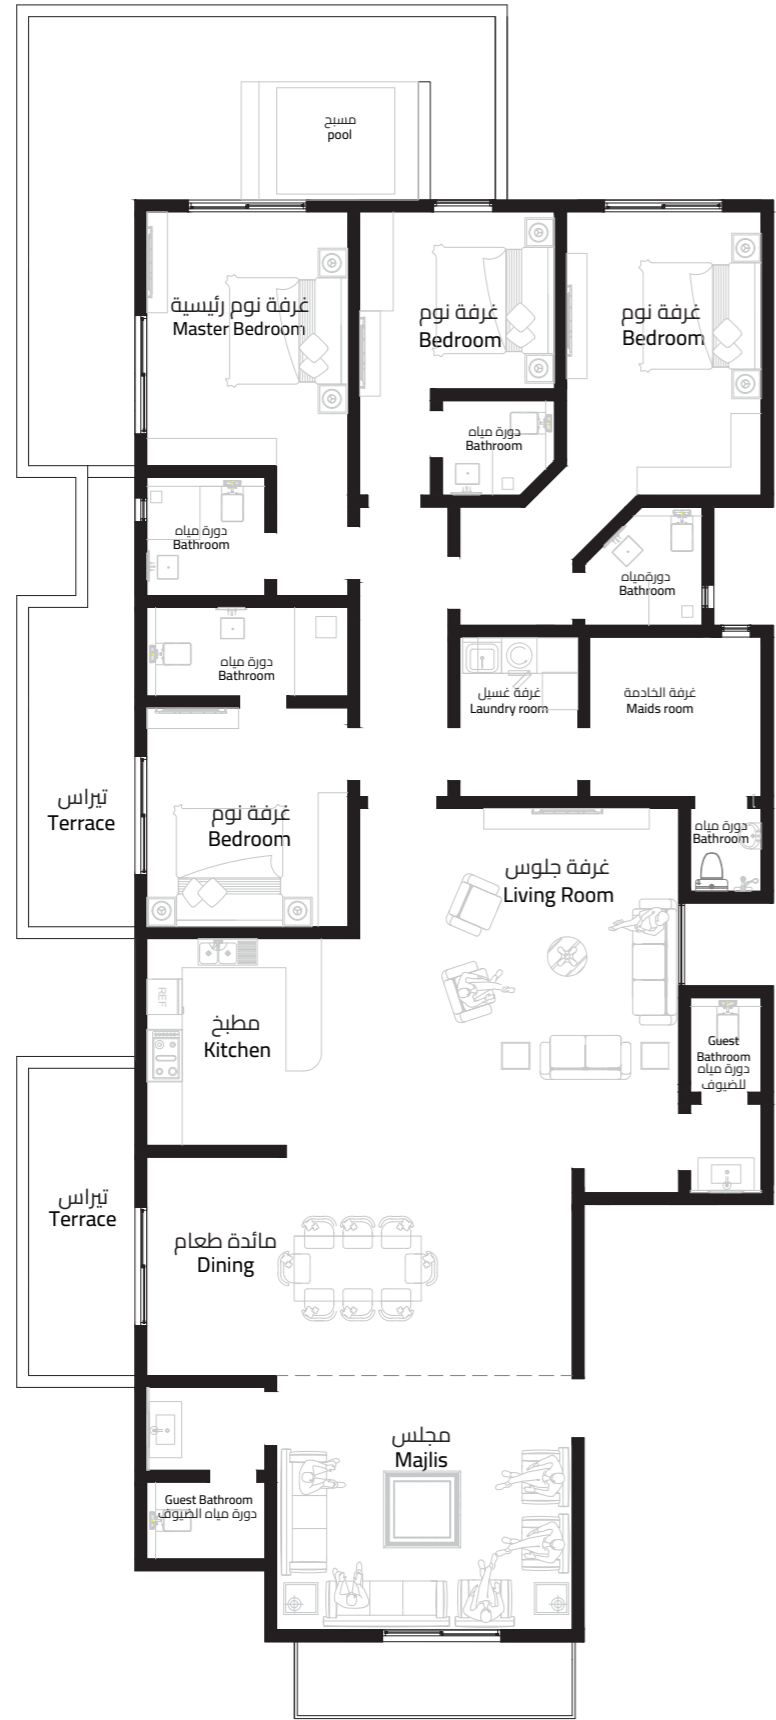 مسبح
pool
غرفة نوم رئيسية
Master Bedroom
غرفة نوم
Bedroom
غرفة نوم
Bedroom
دورة مياه
Bathroom
دورة مياه
Bathroom
دورةمياه
Bathroom
دورة مياه
Bathroom
غرفة غسيل
Laundry room
غرفة الخادمة
Maids room
تيراس
Terrace
غرفة نوم
Bedroom
دورة مياه
Bathroom
غرفة جلوس
Living Room
REF
مطبخ
Kitchen
Guest
Bathroom
دورة مياه
للضيوف
تيراس
Terrace
مائدة طعام
Dining
مجلس
Majlis
Guest Bathroom
دورة مياه الضيوف